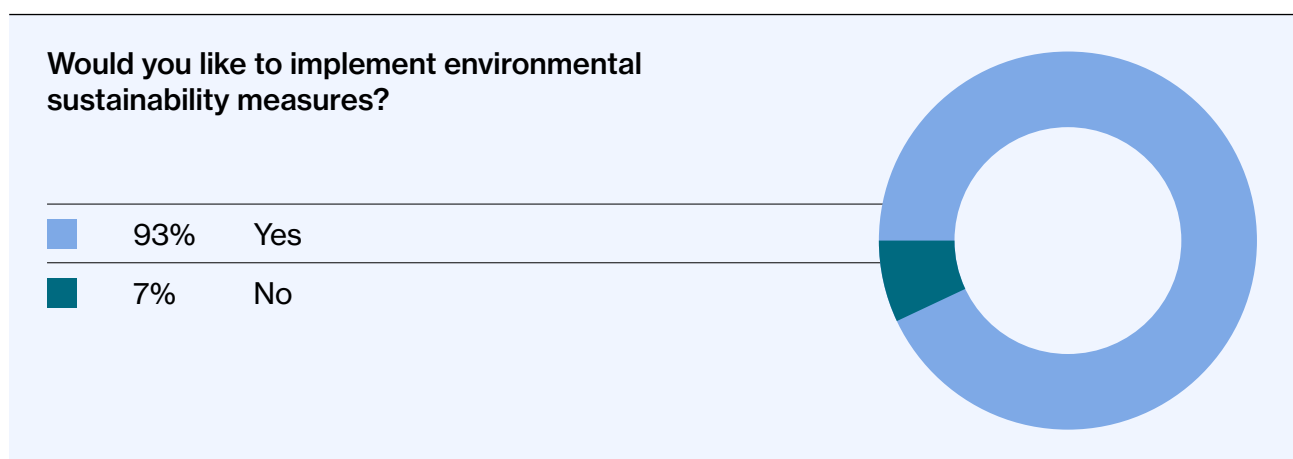 Would you like to implement environmental
sustainability measures?
93% Yes
7% No